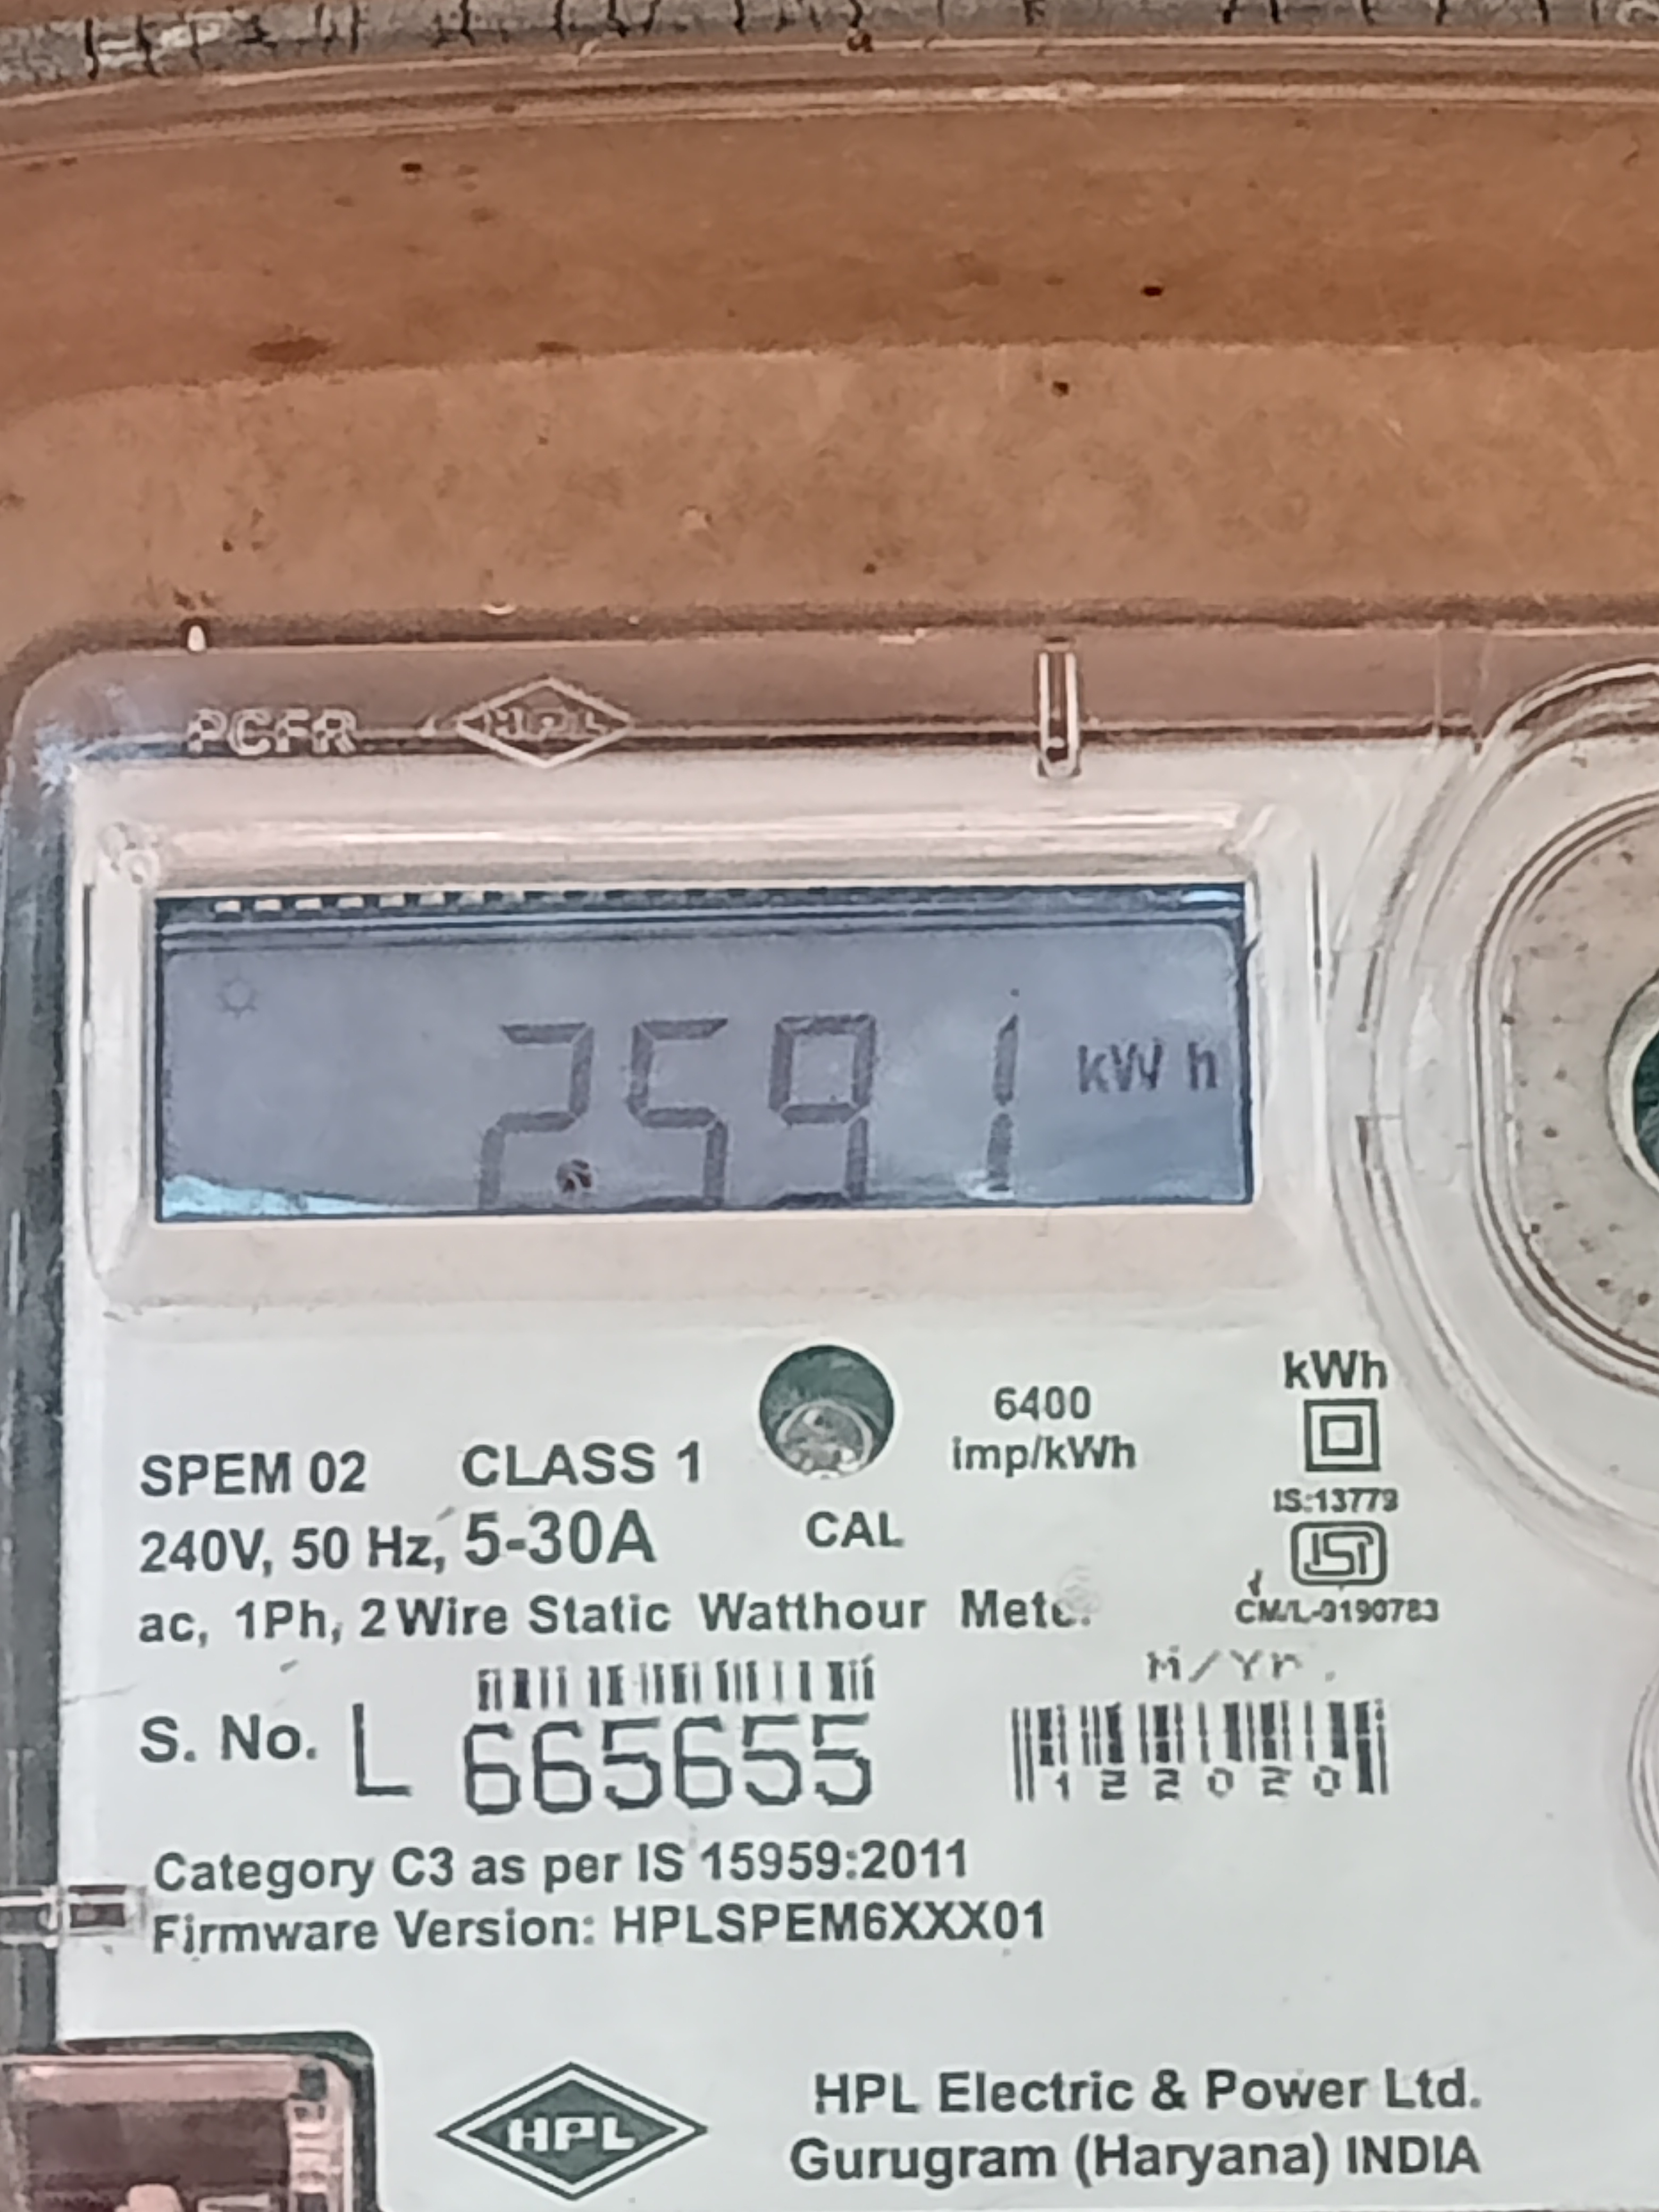 PCFR HPL
2591 kWh
6400
imp/kWh
kWh
SPEM 02 CLASS 1
CAL
IS:13779
240V, 50 Hz, 5-30A
ISI
CM/L-0190783
ac, 1Ph, 2 Wire Static Watthour
M/Yr.
S. No. L 665655
122020
Category C3 as per IS 15959:2011
Firmware Version: HPLSPEM6XXX01
HPL
HPL Electric & Power Ltd.
Gurugram (Haryana) INDIA